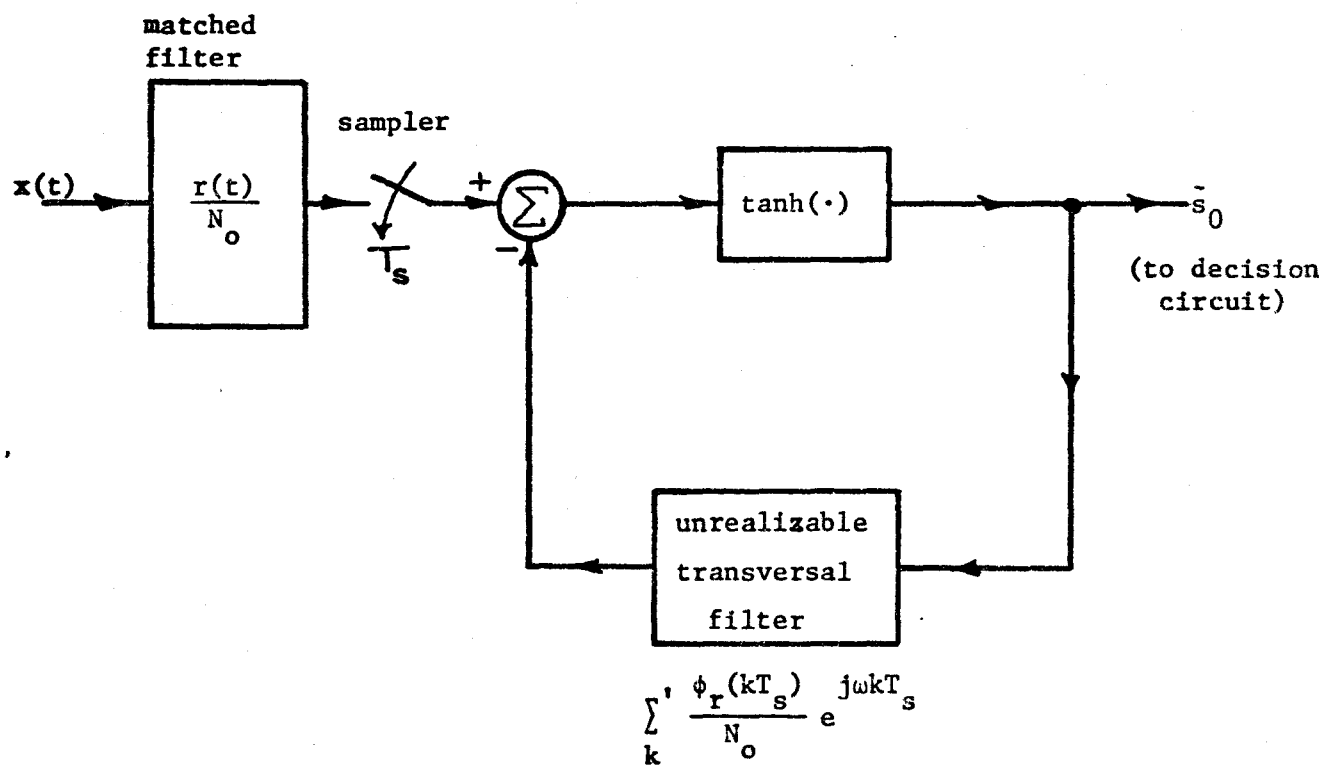 matched
filter
sampler
x(t)
r(t)
N_o
T_s
+
Σ
−
tanh(·)
s̃_0
(to decision
circuit)
unrealizable
transversal
filter
∑'_k ϕ_r(kT_s)/N_o e^{jωkT_s}